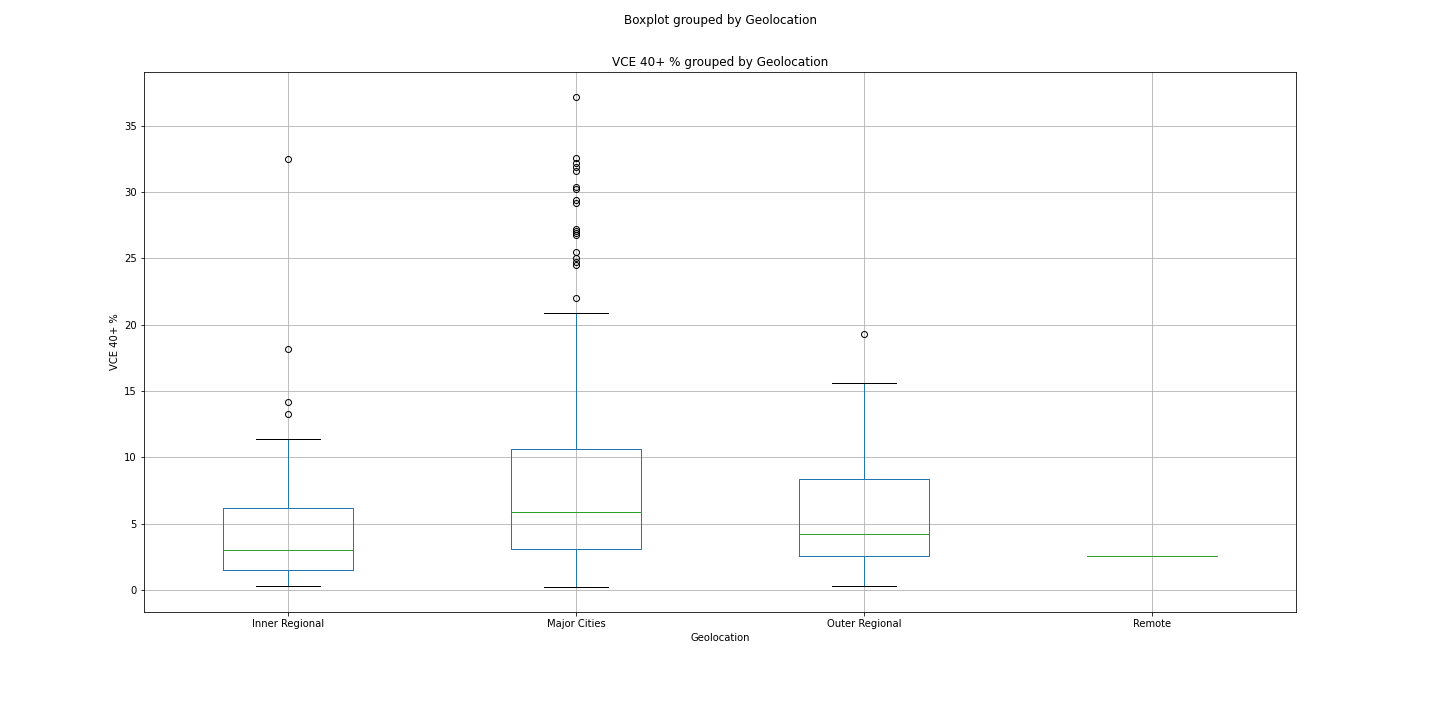 Boxplot grouped by Geolocation
VCE 40+ % grouped by Geolocation
35
30
25
20
15
10
5
0
VCE 40+ %
Inner Regional
Major Cities
Outer Regional
Remote
Geolocation